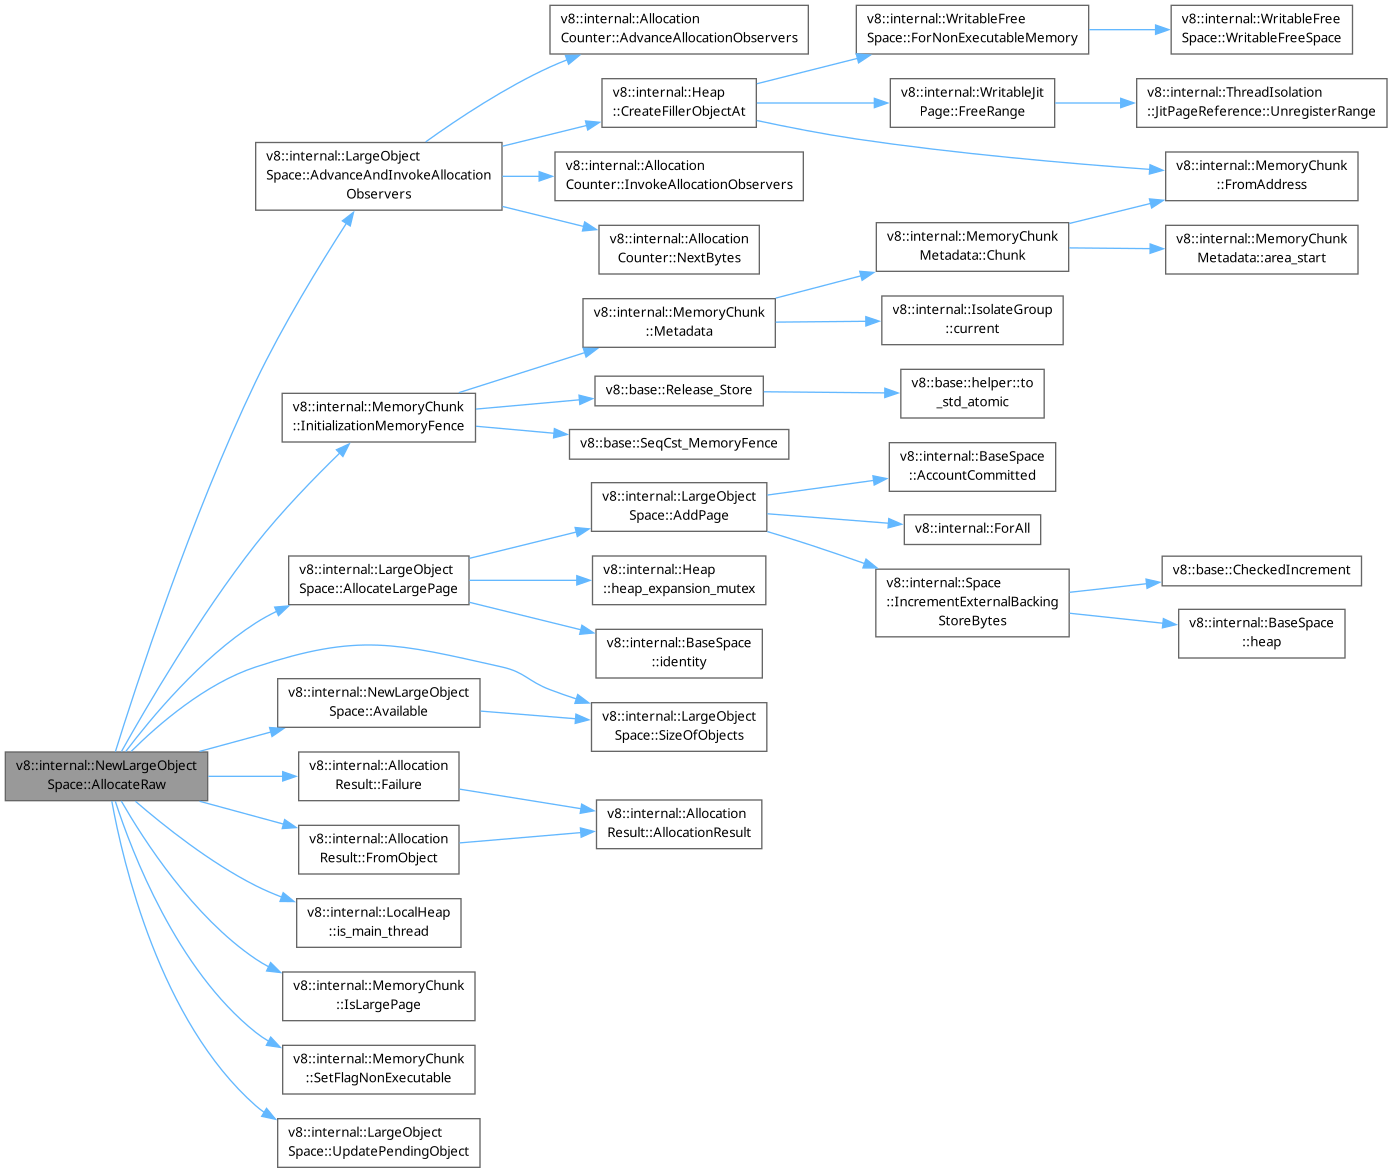 v8::internal::Allocation
Counter::AdvanceAllocationObservers
v8::internal::WritableFree
Space::ForNonExecutableMemory
v8::internal::WritableFree
Space::WritableFreeSpace
v8::internal::Heap
::CreateFillerObjectAt
v8::internal::WritableJit
Page::FreeRange
v8::internal::ThreadIsolation
::JitPageReference::UnregisterRange
v8::internal::LargeObject
Space::AdvanceAndInvokeAllocation
Observers
v8::internal::Allocation
Counter::InvokeAllocationObservers
v8::internal::MemoryChunk
::FromAddress
v8::internal::Allocation
Counter::NextBytes
v8::internal::MemoryChunk
Metadata::Chunk
v8::internal::MemoryChunk
Metadata::area_start
v8::internal::MemoryChunk
::Metadata
v8::internal::IsolateGroup
::current
v8::internal::MemoryChunk
::InitializationMemoryFence
v8::base::Release_Store
v8::base::helper::to
_std_atomic
v8::base::SeqCst_MemoryFence
v8::internal::BaseSpace
::AccountCommitted
v8::internal::LargeObject
Space::AddPage
v8::internal::ForAll
v8::internal::LargeObject
Space::AllocateLargePage
v8::internal::Heap
::heap_expansion_mutex
v8::internal::Space
::IncrementExternalBacking
StoreBytes
v8::base::CheckedIncrement
v8::internal::BaseSpace
::heap
v8::internal::BaseSpace
::identity
v8::internal::NewLargeObject
Space::Available
v8::internal::LargeObject
Space::SizeOfObjects
v8::internal::NewLargeObject
Space::AllocateRaw
v8::internal::Allocation
Result::Failure
v8::internal::Allocation
Result::AllocationResult
v8::internal::Allocation
Result::FromObject
v8::internal::LocalHeap
::is_main_thread
v8::internal::MemoryChunk
::IsLargePage
v8::internal::MemoryChunk
::SetFlagNonExecutable
v8::internal::LargeObject
Space::UpdatePendingObject